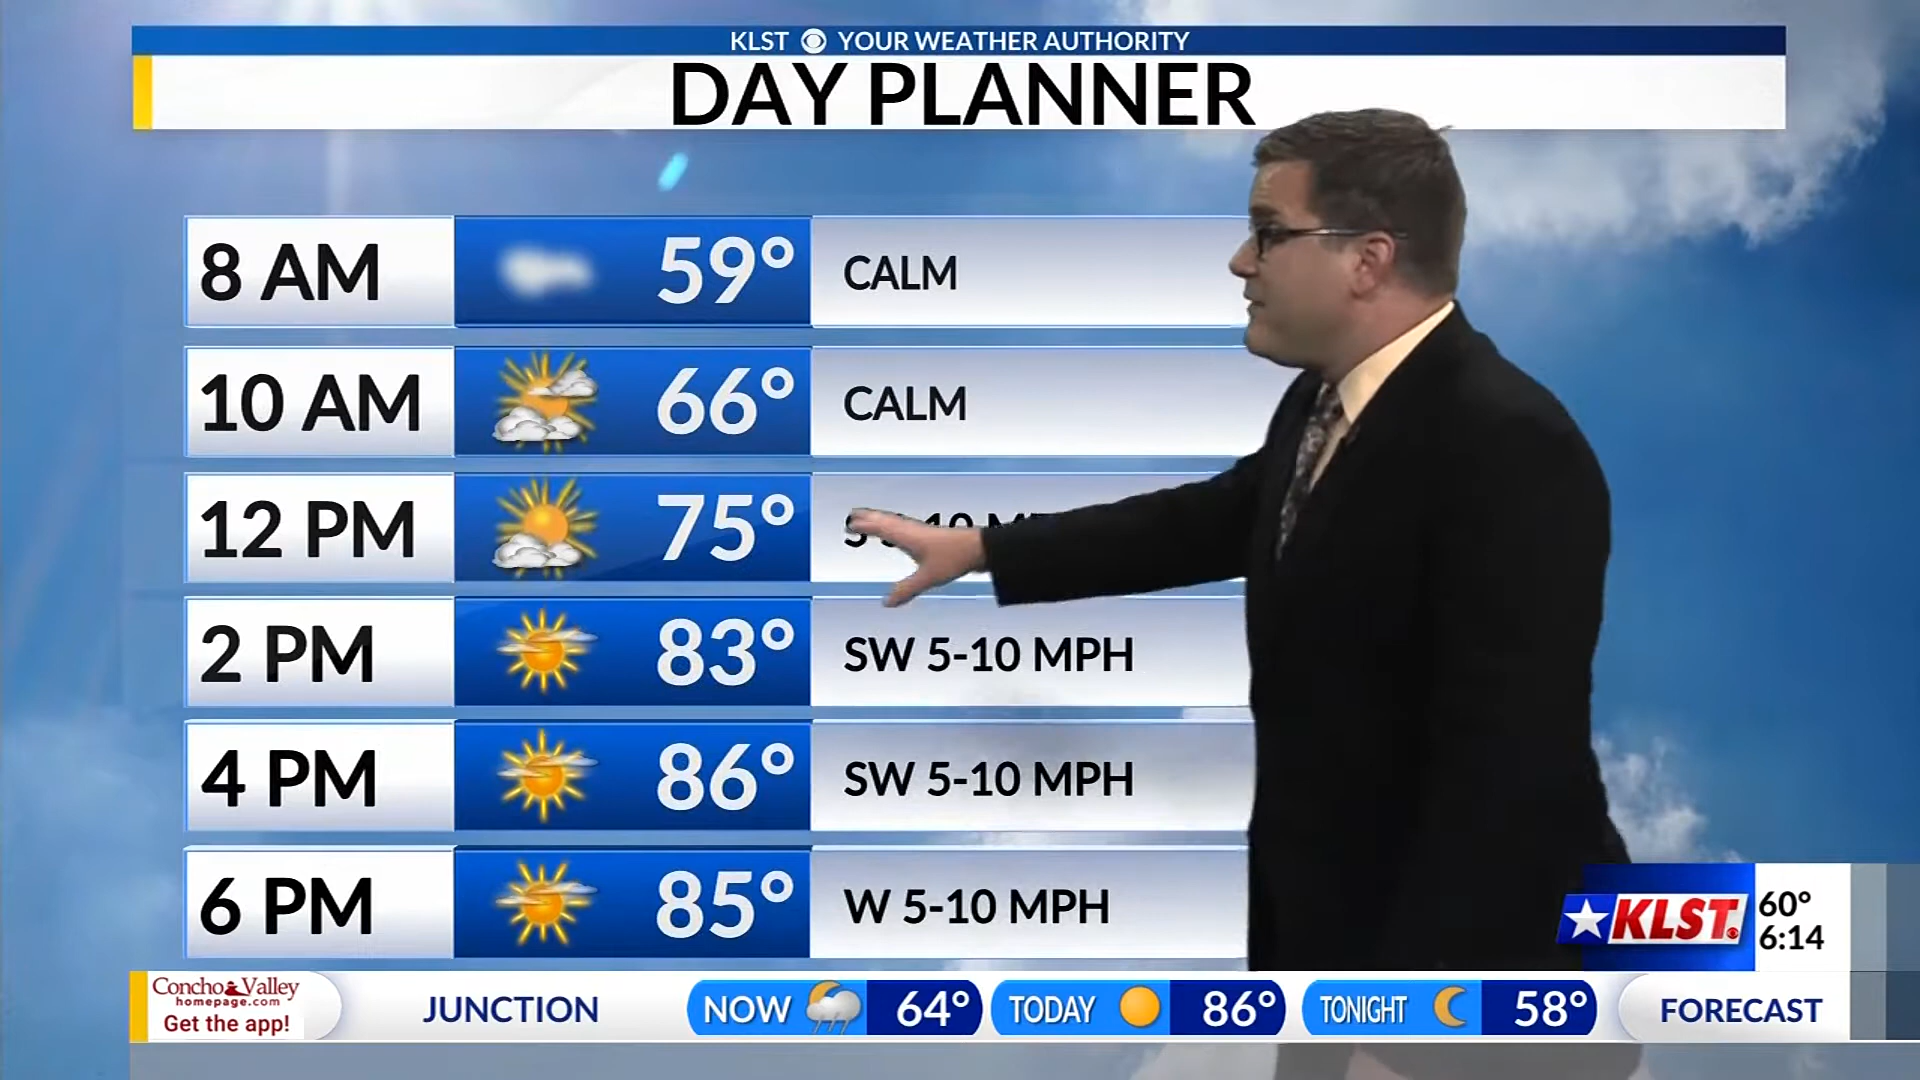 KLST YOUR WEATHER AUTHORITY
DAY PLANNER
8 AM 59° CALM
10 AM 66° CALM
12 PM 75° 10
2 PM 83° SW 5-10 MPH
4 PM 86° SW 5-10 MPH
6 PM 85° W 5-10 MPH
KLST 60°
6:14
Concho Valley
homepage.com
Get the app!
JUNCTION NOW 64° TODAY 86° TONIGHT 58° FORECAST